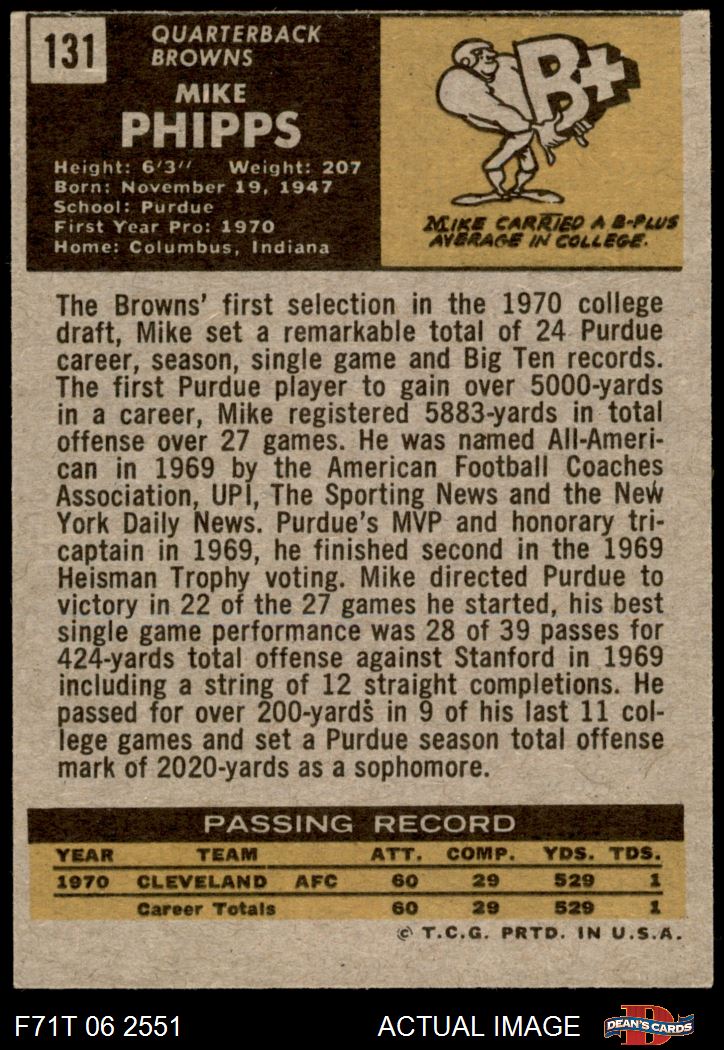 131
QUARTERBACK
BROWNS
MIKE
PHIPPS
Height: 6'3" Weight: 207
Born: November 19, 1947
School: Purdue
First Year Pro: 1970
Home: Columbus, Indiana
B+
MIKE CARRIED A B-PLUS
AVERAGE IN COLLEGE.
The Browns' first selection in the 1970 college
draft, Mike set a remarkable total of 24 Purdue
career, season, single game and Big Ten records.
The first Purdue player to gain over 5000-yards
in a career, Mike registered 5883-yards in total
offense over 27 games. He was named All-Ameri-
can in 1969 by the American Football Coaches
Association, UPI, The Sporting News and the New
York Daily News. Purdue's MVP and honorary tri-
captain in 1969, he finished second in the 1969
Heisman Trophy voting. Mike directed Purdue to
victory in 22 of the 27 games he started, his best
single game performance was 28 of 39 passes for
424-yards total offense against Stanford in 1969
including a string of 12 straight completions. He
passed for over 200-yards in 9 of his last 11 col-
lege games and set a Purdue season total offense
mark of 2020-yards as a sophomore.
PASSING RECORD
YEAR TEAM ATT. COMP. YDS. TDS.
1970 CLEVELAND AFC 60 29 529 1
Career Totals 60 29 529 1
© T.C.G. PRTD. IN U.S.A.
F71T 06 2551 ACTUAL IMAGE D DEAN'S CARDS